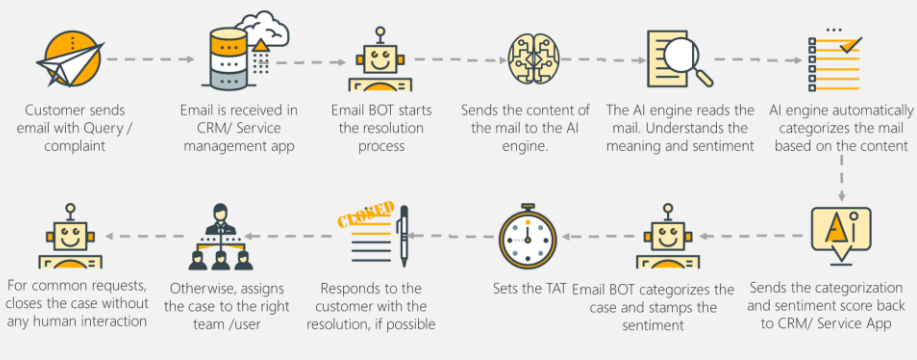 Customer sends
email with Query /
complaint
Email is received in
CRM/ Service
management app
Email BOT starts
the resolution
process
Sends the content of
the mail to the AI
engine.
The AI engine reads the
mail. Understands the
meaning and sentiment
AI engine automatically
categorizes the mail
based on the content
Ai
Sends the categorization
and sentiment score back
to CRM/ Service App
Email BOT categorizes the
case and stamps the
sentiment
Sets the TAT
CLOSED
Responds to the
customer with the
resolution, if possible
Otherwise, assigns
the case to the right
team /user
For common requests,
closes the case without
any human interaction